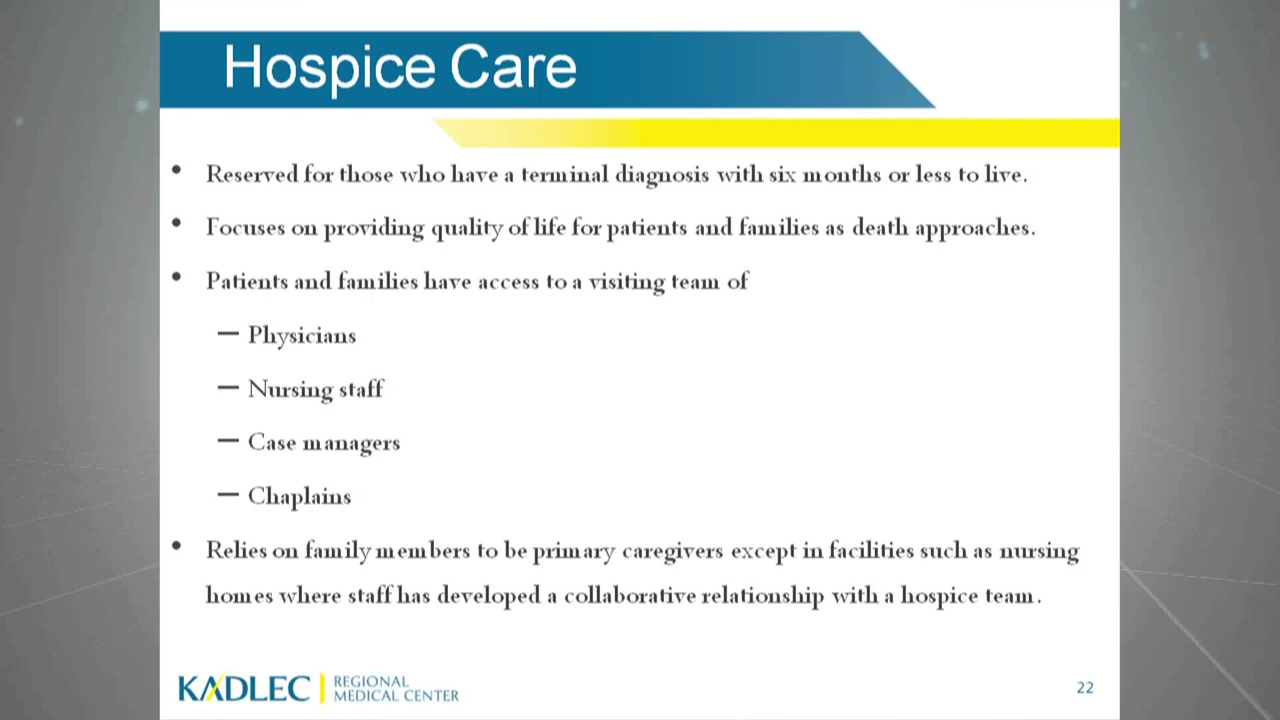 Hospice Care
• Reserved for those who have a terminal diagnosis with six months or less to live.
• Focuses on providing quality of life for patients and families as death approaches.
• Patients and families have access to a visiting team of
– Physicians
– Nursing staff
– Case managers
– Chaplains
• Relies on family members to be primary caregivers except in facilities such as nursing
homes where staff has developed a collaborative relationship with a hospice team.
KADLEC REGIONAL
MEDICAL CENTER
22